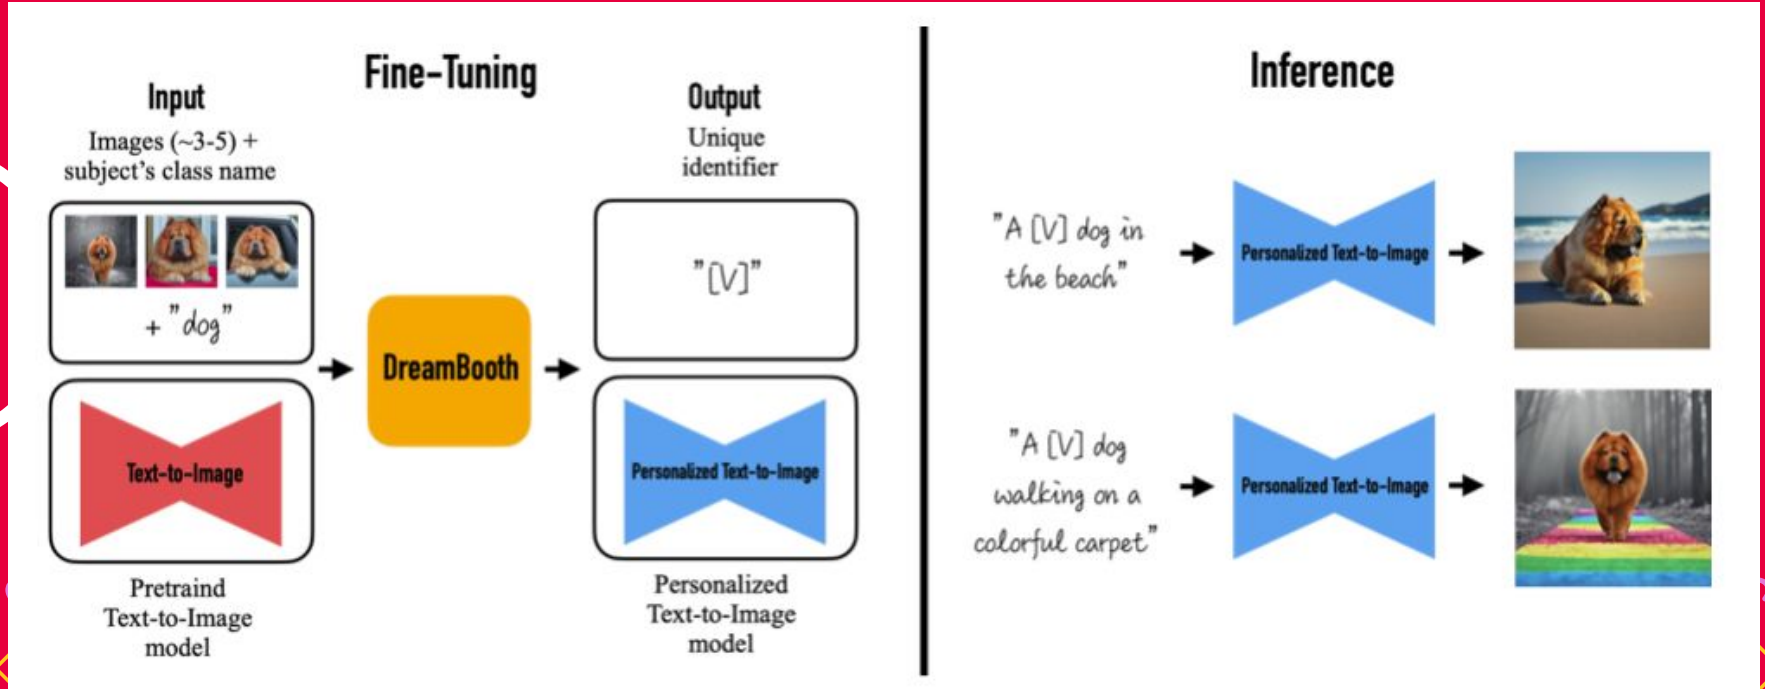 Fine-Tuning
Input
Images (~3-5) +
subject's class name
+ "dog"
Text-to-Image
Pretraind
Text-to-Image
model
DreamBooth
Output
Unique
identifier
"[V]"
Personalized Text-to-Image
Personalized
Text-to-Image
model
Inference
"A [V] dog in
the beach"
Personalized Text-to-Image
"A [V] dog
walking on a
colorful carpet"
Personalized Text-to-Image